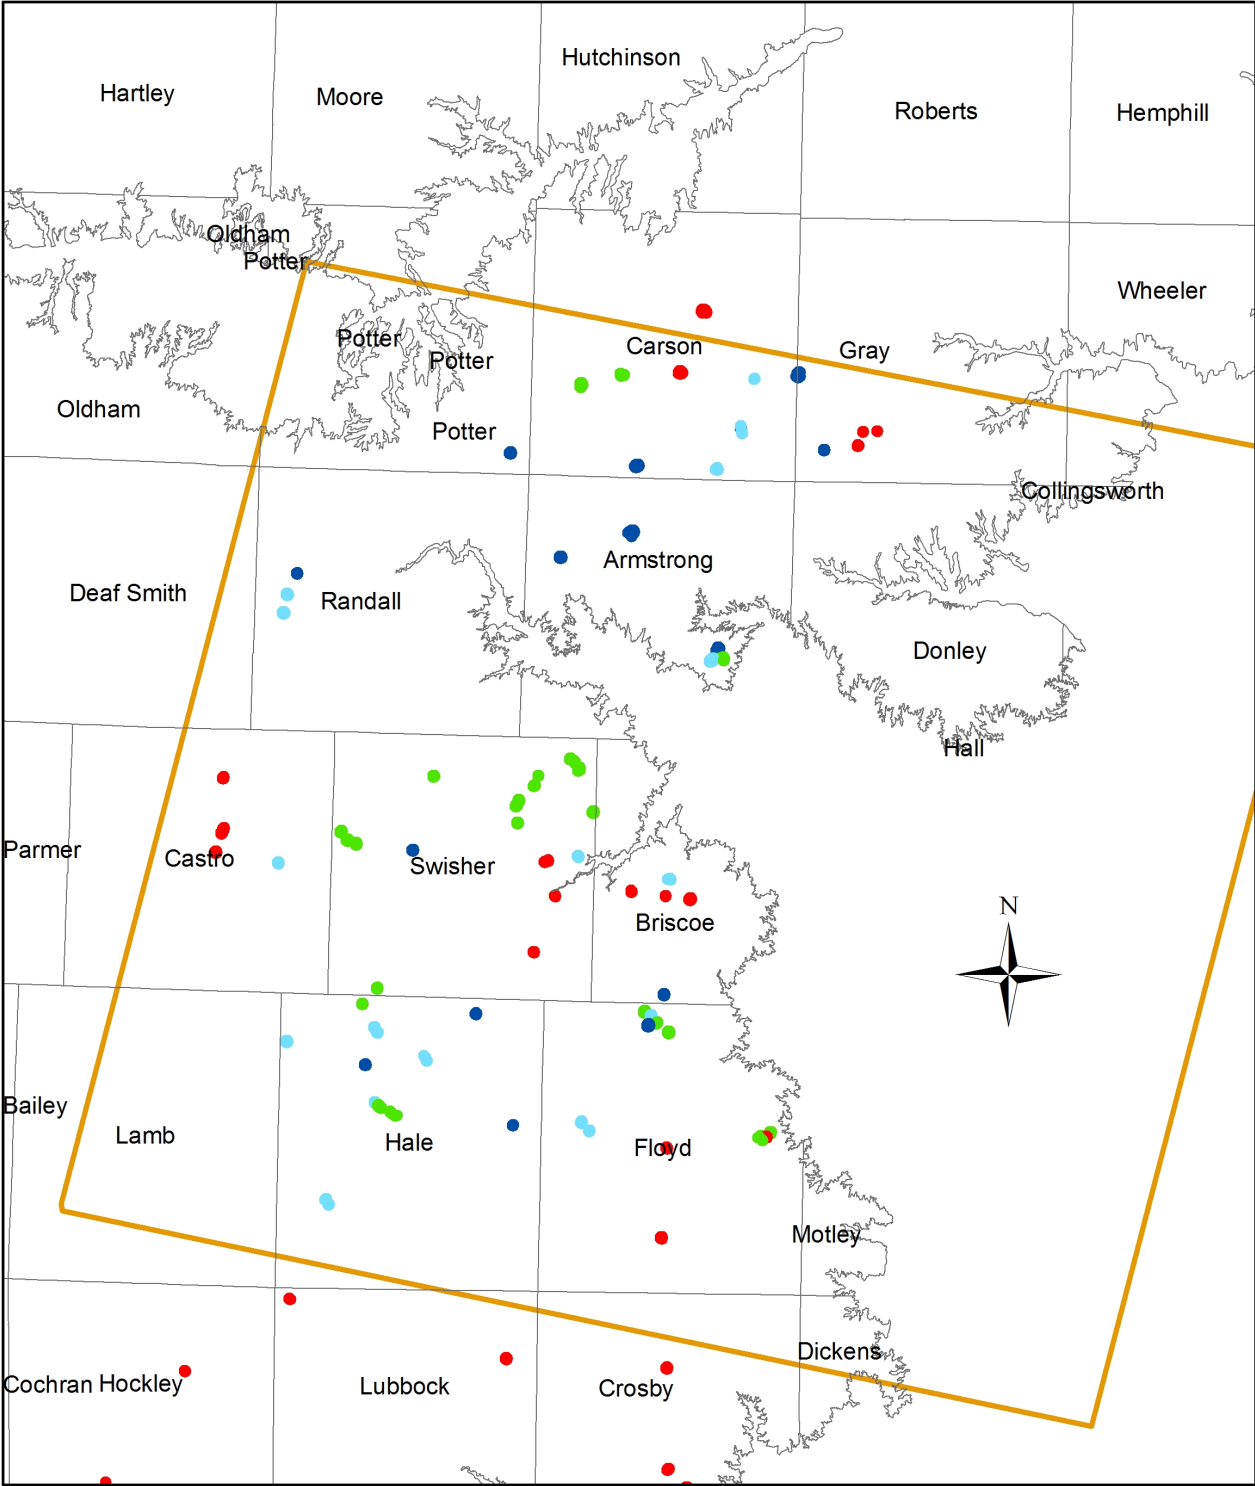 Hutchinson
Hartley
Moore
Roberts
Hemphill
Oldham
Potter
Wheeler
Potter
Carson
Gray
Potter
Oldham
Potter
Collingsworth
Armstrong
Deaf Smith
Randall
Donley
Hall
Parmer
Castro
Swisher
Briscoe
N
Bailey
Lamb
Hale
Floyd
Motley
Dickens
Cochran Hockley
Lubbock
Crosby